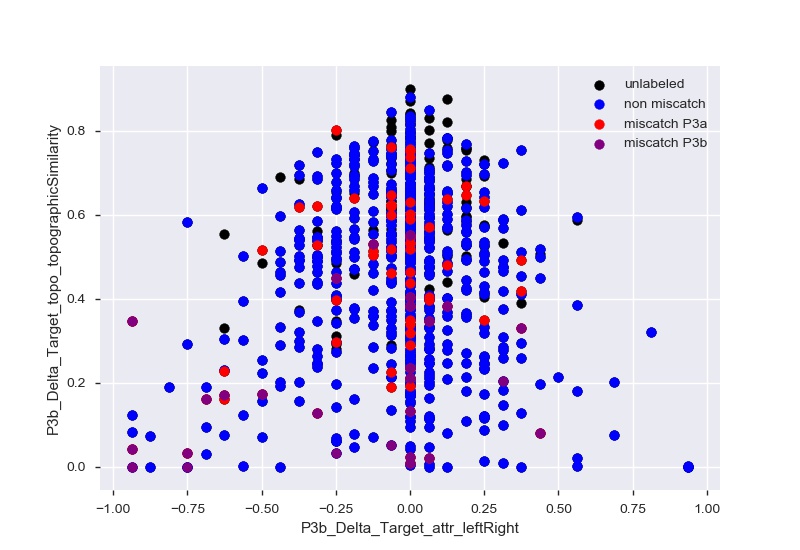 unlabeled
non miscatch
miscatch P3a
miscatch P3b
0.8
0.6
0.4
0.2
0.0
P3b_Delta_Target_topo_topographicSimilarity
−1.00 −0.75 −0.50 −0.25 0.00 0.25 0.50 0.75 1.00
P3b_Delta_Target_attr_leftRight